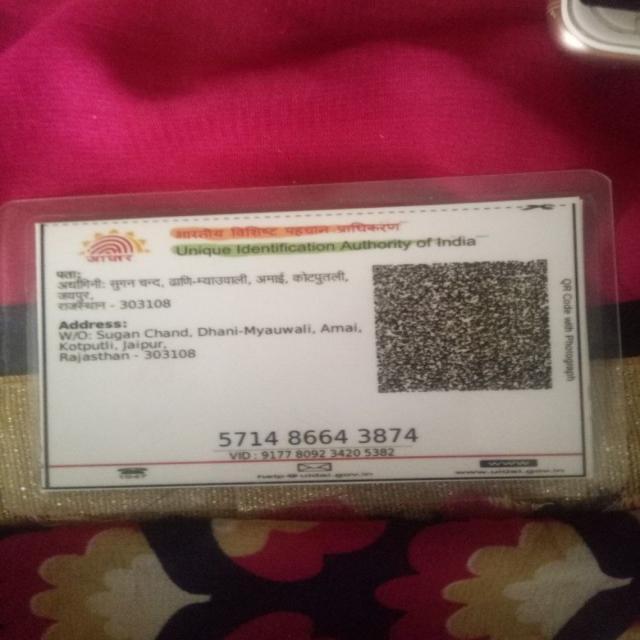 भारतीय विशिष्ट पहचान प्राधिकरण
Unique Identification Authority of India
आधार
पता:
अर्धांगिनी: सुगन चन्द, ढाणि-म्याउवाली, अमाई, कोटपुतली,
जयपुर,
राजस्थान - 303108
Address:
W/O: Sugan Chand, Dhani-Myauwali, Amai,
Kotputli, Jaipur,
Rajasthan - 303108
QR Code with Photograph
5714 8664 3874
VID : 9177 8092 3420 5382
1947
help@uidai.gov.in
www
www.uidai.gov.in